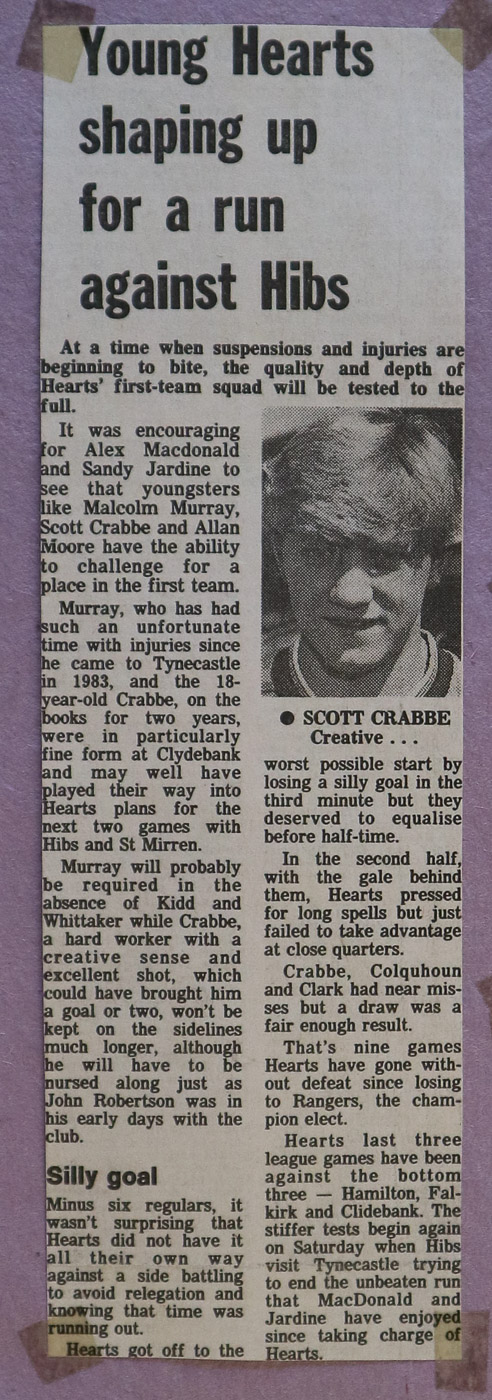 Young Hearts
shaping up
for a run
against Hibs
At a time when suspensions and injuries are
beginning to bite, the quality and depth of
Hearts' first-team squad will be tested to the
full.
It was encouraging
for Alex Macdonald
and Sandy Jardine to
see that youngsters
like Malcolm Murray,
Scott Crabbe and Allan
Moore have the ability
to challenge for a
place in the first team.
Murray, who has had
such an unfortunate
time with injuries since
he came to Tynecastle
in 1983, and the 18-
year-old Crabbe, on the
books for two years,
were in particularly
fine form at Clydebank
and may well have
played their way into
Hearts plans for the
next two games with
Hibs and St Mirren.
Murray will probably
be required in the
absence of Kidd and
Whittaker while Crabbe,
a hard worker with a
creative sense and
excellent shot, which
could have brought him
a goal or two, won't be
kept on the sidelines
much longer, although
he will have to be
nursed along just as
John Robertson was in
his early days with the
club.
Silly goal
Minus six regulars, it
wasn't surprising that
Hearts did not have it
all their own way
against a side battling
to avoid relegation and
knowing that time was
running out.
Hearts got off to the
● SCOTT CRABBE
Creative . . .
worst possible start by
losing a silly goal in the
third minute but they
deserved to equalise
before half-time.
In the second half,
with the gale behind
them, Hearts pressed
for long spells but just
failed to take advantage
at close quarters.
Crabbe, Colquhoun
and Clark had near mis-
ses but a draw was a
fair enough result.
That's nine games
Hearts have gone with-
out defeat since losing
to Rangers, the cham-
pion elect.
Hearts last three
league games have been
against the bottom
three — Hamilton, Fal-
kirk and Clidebank. The
stiffer tests begin again
on Saturday when Hibs
visit Tynecastle trying
to end the unbeaten run
that MacDonald and
Jardine have enjoyed
since taking charge of
Hearts.